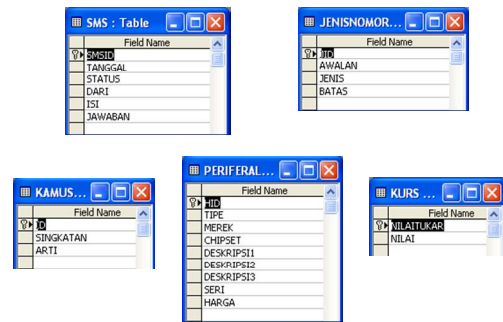 SMS : Table
Field Name
SMSID
TANGGAL
STATUS
DARI
ISI
JAWABAN
JENISNOMOR...
Field Name
JID
AWALAN
JENIS
BATAS
KAMUS...
Field Name
ID
SINGKATAN
ARTI
PERIFERAL...
Field Name
HID
TIPE
MEREK
CHIPSET
DESKRIPSI1
DESKRIPSI2
DESKRIPSI3
SERI
HARGA
KURS ...
Field Name
NILAITUKAR
NILAI